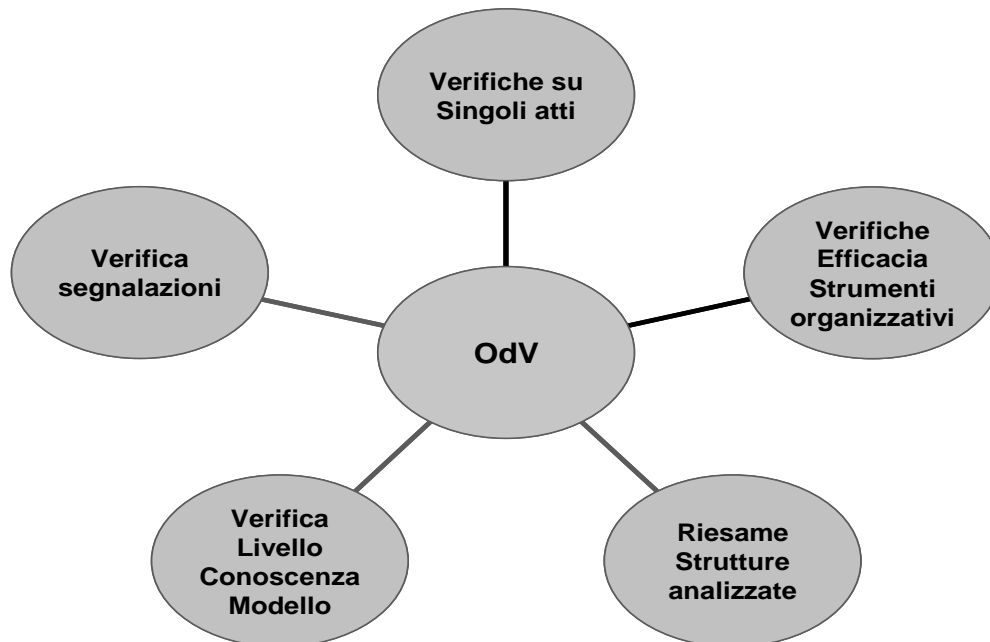 Verifiche su
Singoli atti
Verifica
segnalazioni
Verifiche
Efficacia
Strumenti
organizzativi
OdV
Verifica
Livello
Conoscenza
Modello
Riesame
Strutture
analizzate